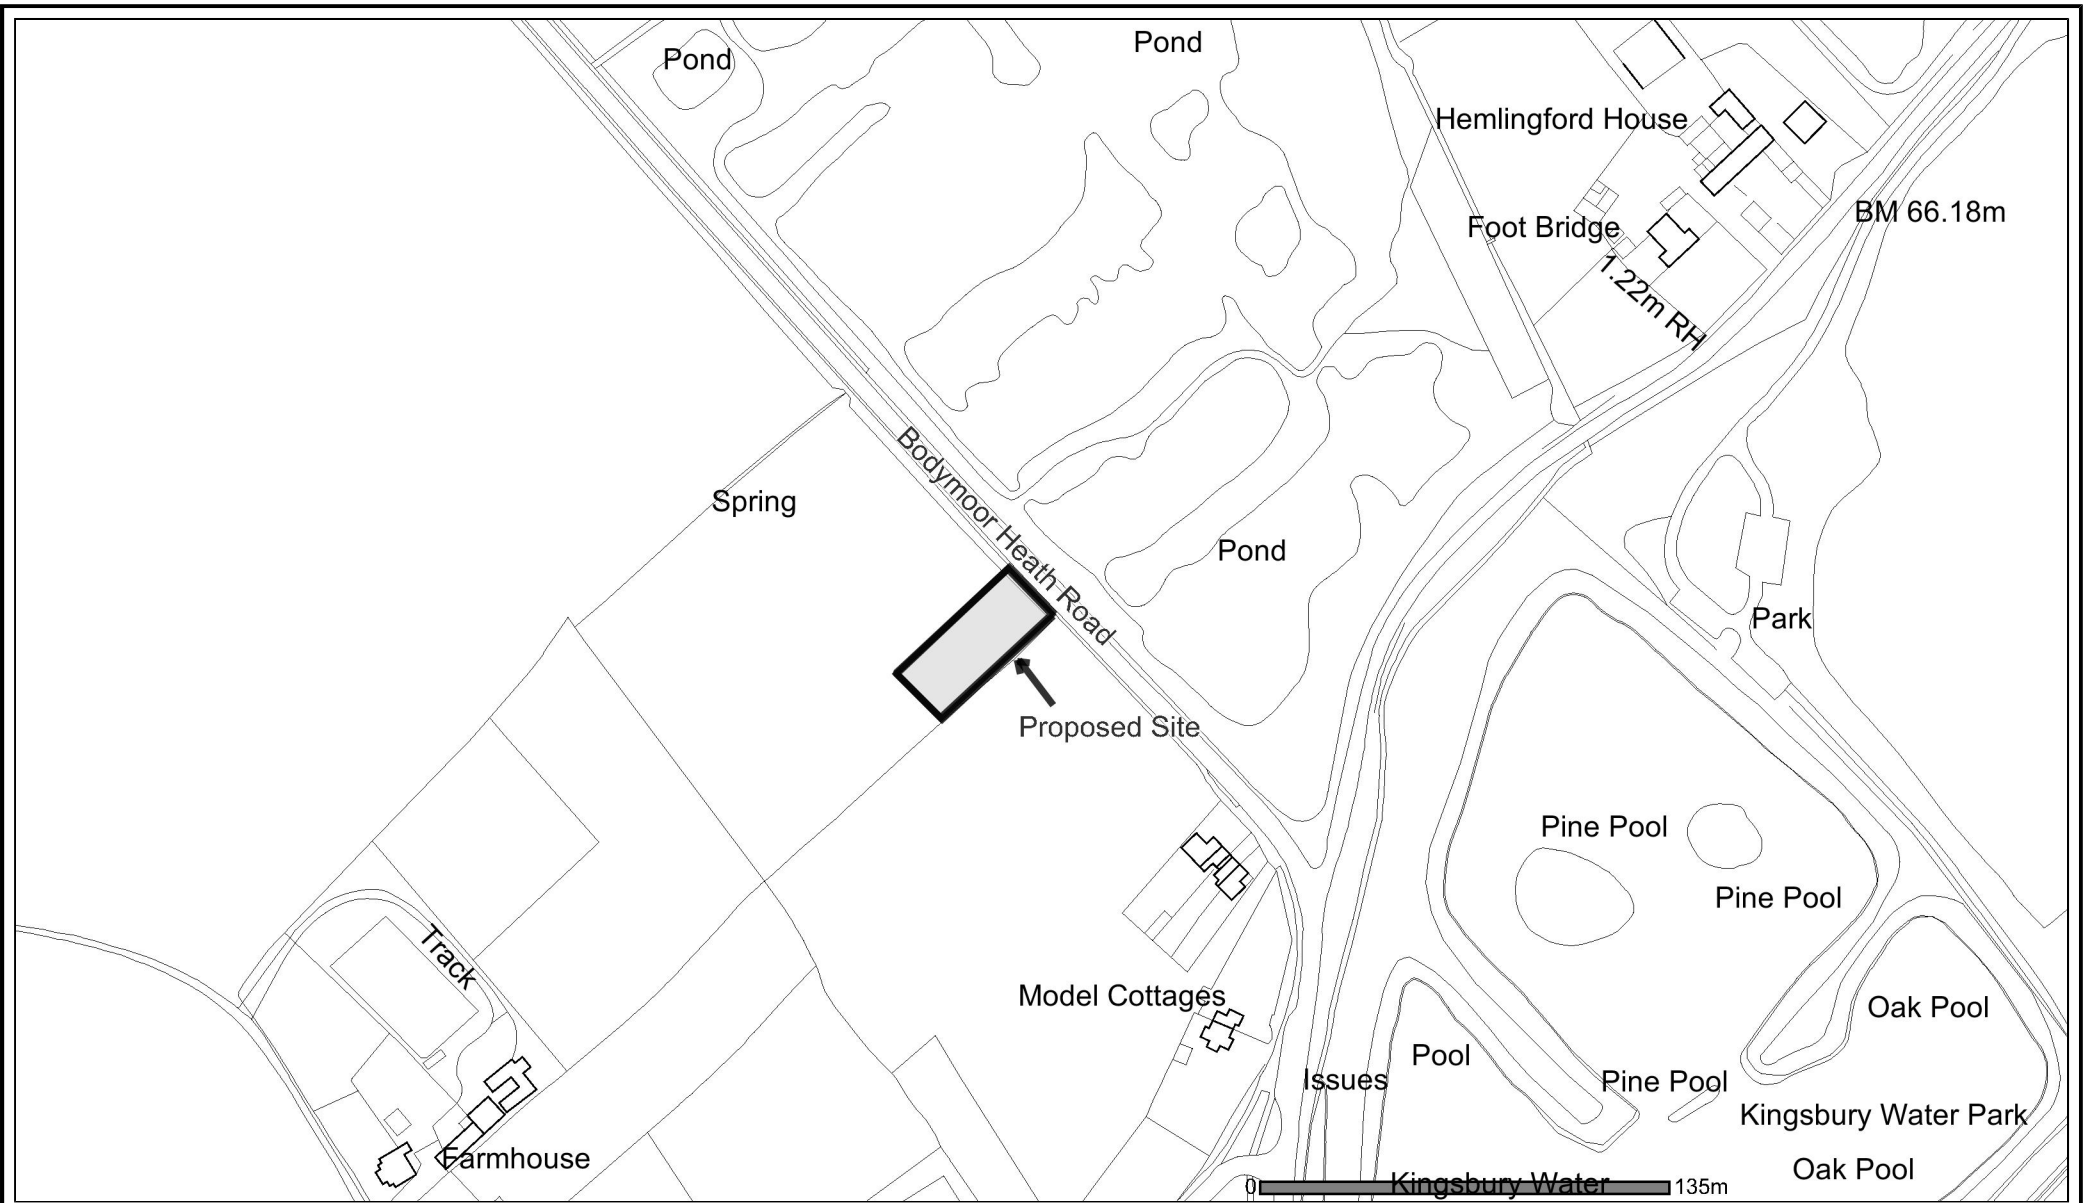 Pond
Pond
Hemlingford House
BM 66.18m
Foot Bridge
1.22m RH
Bodymoor Heath Road
Spring
Pond
Park
Proposed Site
Pine Pool
Pine Pool
Track
Model Cottages
Oak Pool
Pool
Issues
Pine Pool
Kingsbury Water Park
Farmhouse
Oak Pool
Kingsbury Water
0
135m